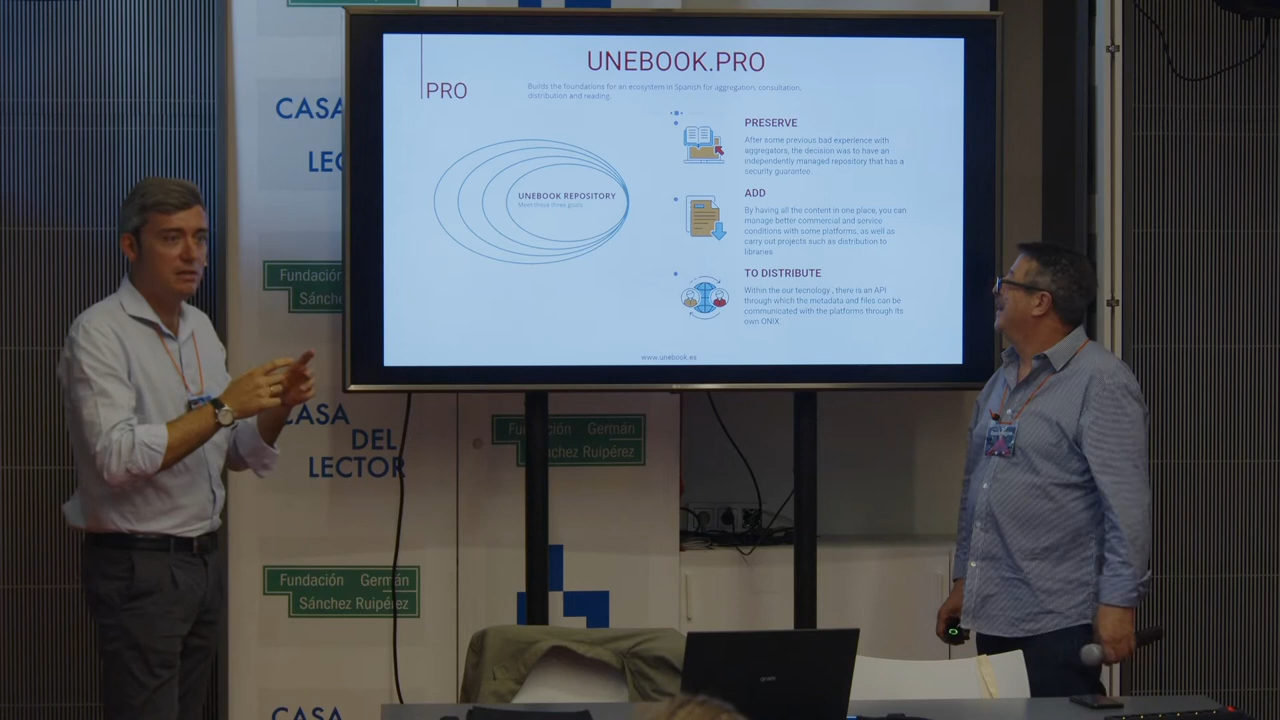 UNEBOOK.PRO
PRO
Builds the foundations for an ecosystem in Spanish for aggregation, consultation,
distribution and reading.
UNEBOOK REPOSITORY
Meet these three goals
PRESERVE
After some previous bad experience with
aggregators, the decision was to have an
independently managed repository that has a
security guarantee.
ADD
By having all the content in one place, you can
manage better commercial and service
conditions with some platforms, as well as
carry out projects such as distribution to
libraries
TO DISTRIBUTE
Within the our tecnology , there is an API
through which the metadata and files can be
communicated with the platforms through its
own ONIX.
www.unebook.es
CASA
LEC
Fundación
Sánche
CASA
DEL
LECTOR
Fundación Germán
Sánchez Ruipérez
Fundación Germán
Sánchez Ruipérez
CASA
gram